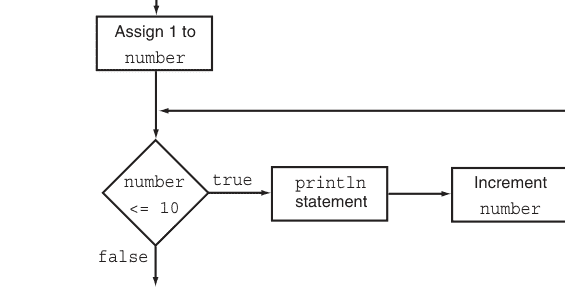 Assign 1 to
number
number
<= 10
true
println
statement
Increment
number
false